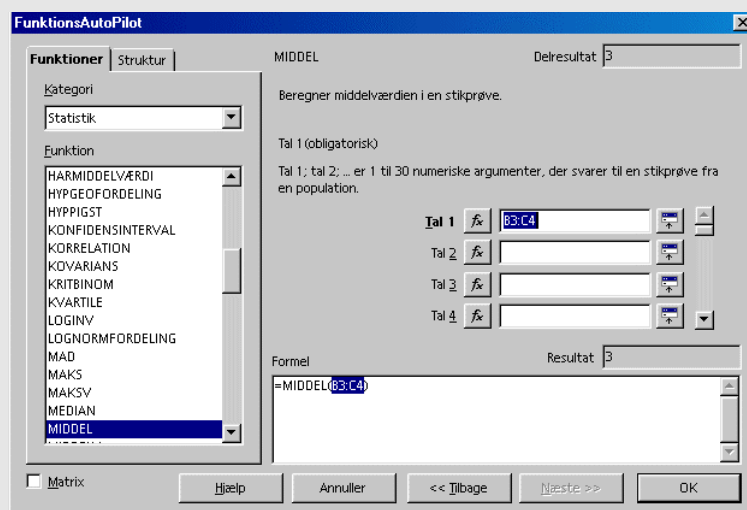 FunktionsAutoPilot
Funktioner
Struktur
Kategori
Statistik
Funktion
HARMIDDELVÆRDI
HYPGEOFORDELING
HYPPIGST
KONFIDENSINTERVAL
KORRELATION
KOVARIANS
KRITBINOM
KVARTILE
LOGINV
LOGNORMFORDELING
MAD
MAKS
MAKSV
MEDIAN
MIDDEL
MIDDEL Delresultat 3
Beregner middelværdien i en stikprøve.
Tal 1 (obligatorisk)
Tal 1; tal 2; ... er 1 til 30 numeriske argumenter, der svarer til en stikprøve fra
en population.
Tal 1 fx B3:C4
Tal 2 fx
Tal 3 fx
Tal 4 fx
Formel Resultat 3
=MIDDEL(B3:C4)
Matrix
Hjælp
Annuller
<< Tilbage
Næste >>
OK